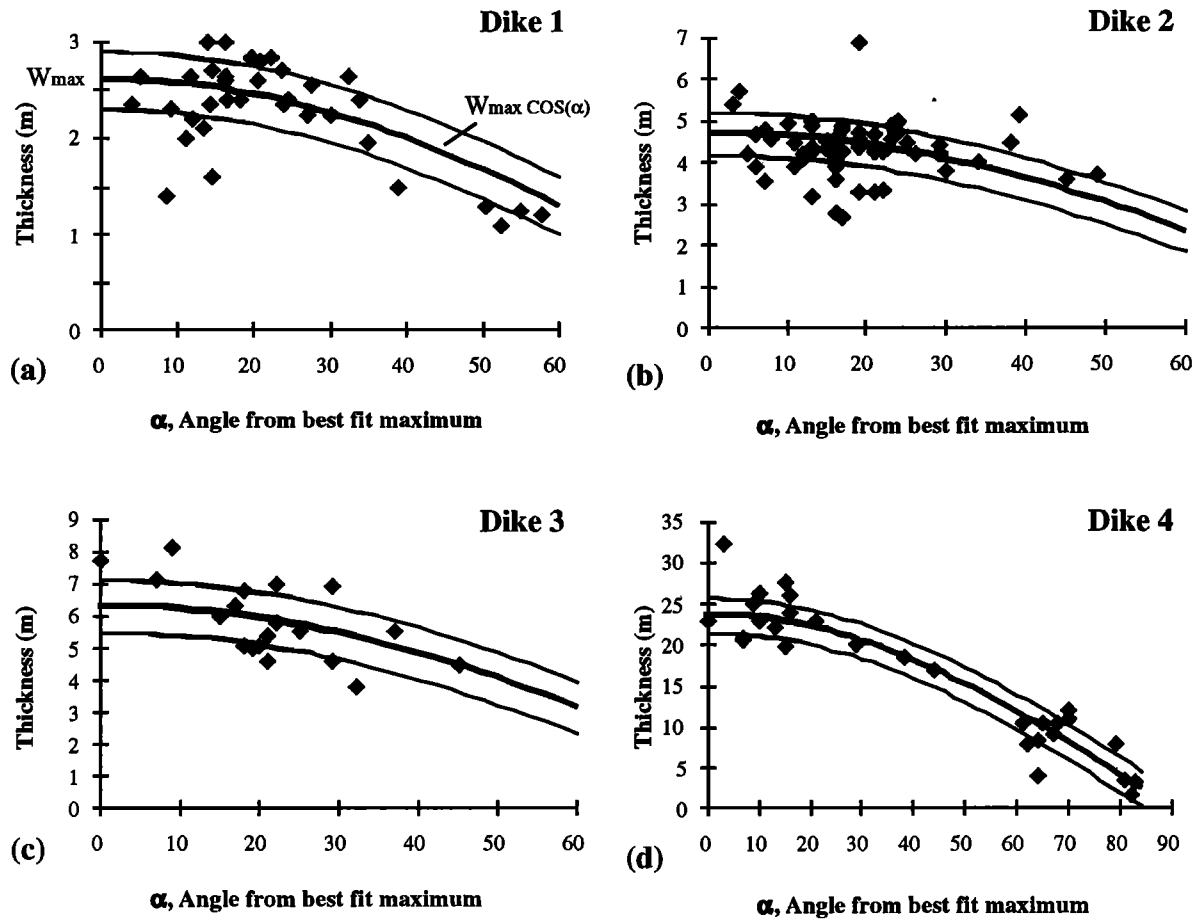 Dike 1
3
Wmax
2
Wmax COS(α)
1
0
Thickness (m)
0 10 20 30 40 50 60
(a)
α, Angle from best fit maximum
Dike 2
7
6
5
4
3
2
1
0
Thickness (m)
0 10 20 30 40 50 60
(b)
α, Angle from best fit maximum
Dike 3
9
8
7
6
5
4
3
2
1
0
Thickness (m)
0 10 20 30 40 50 60
(c)
α, Angle from best fit maximum
Dike 4
35
30
25
20
15
10
5
0
Thickness (m)
0 10 20 30 40 50 60 70 80 90
(d)
α, Angle from best fit maximum